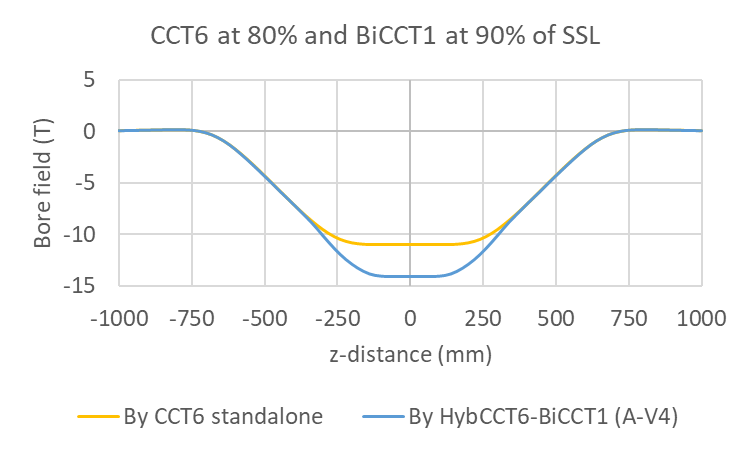 CCT6 at 80% and BiCCT1 at 90% of SSL
5
0
-5
-10
-15
Bore field (T)
-1000 -750 -500 -250 0 250 500 750 1000
z-distance (mm)
By CCT6 standalone By HybCCT6-BiCCT1 (A-V4)